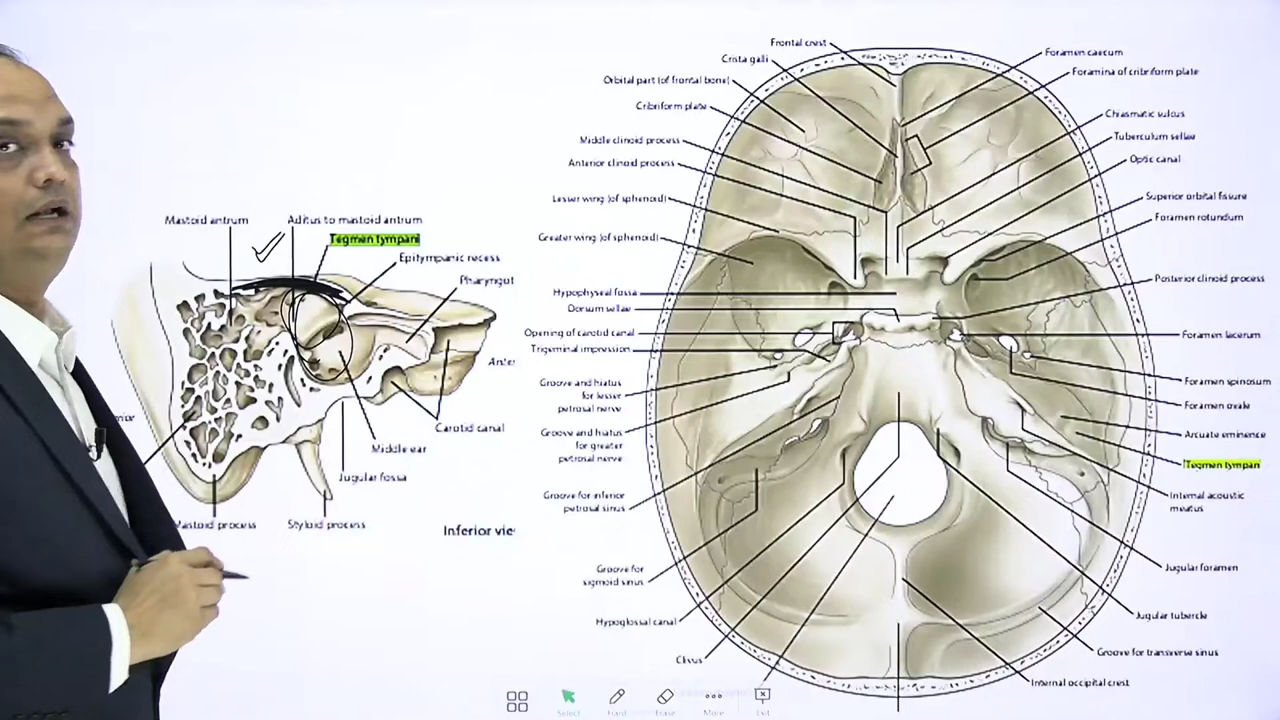 Mastoid antrum
Aditus to mastoid antrum
Tegmen tympani
Epitympanic recess
Pharyngot
Ante
rior
Carotid canal
Middle ear
Jugular fossa
Mastoid process
Styloid process
Inferior vie
Frontal crest
Crista galli
Orbital part (of frontal bone)
Cribriform plate
Middle clinoid process
Anterior clinoid process
Lesser wing (of sphenoid)
Greater wing (of sphenoid)
Hypophyseal fossa
Dorsum sellae
Opening of carotid canal
Trigeminal impression
Groove and hiatus
for lesser
petrosal nerve
Groove and hiatus
for greater
petrosal nerve
Groove for inferior
petrosal sinus
Groove for
sigmoid sinus
Hypoglossal canal
Clivus
Foramen caecum
Foramina of cribriform plate
Chiasmatic sulcus
Tuberculum sellae
Optic canal
Superior orbital fissure
Foramen rotundum
Posterior clinoid process
Foramen lacerum
Foramen spinosum
Foramen ovale
Arcuate eminence
Tegmen tympan
Internal acoustic
meatus
Jugular foramen
Jugular tubercle
Groove for transverse sinus
Internal occipital crest
Select
Erase
More
Exit